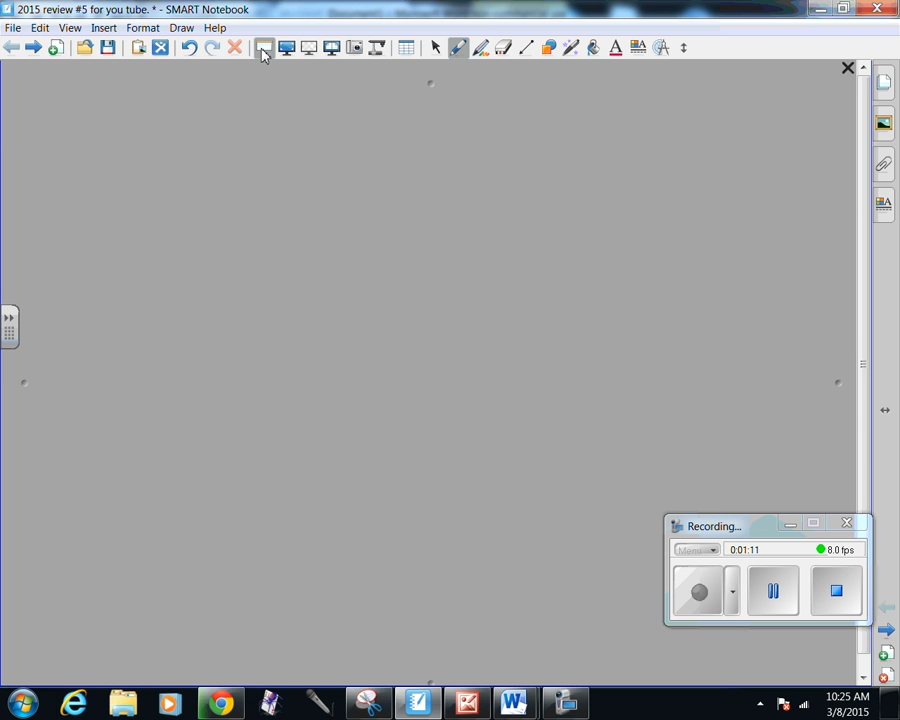 2015 review #5 for you tube. * - SMART Notebook
File Edit View Insert Format Draw Help
Recording...
Menu 0:01:11 8.0 fps
10:25 AM
3/8/2015